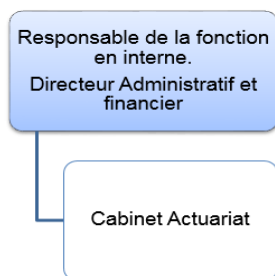 Responsable de la fonction
en interne.
Directeur Administratif et
financier
Cabinet Actuariat